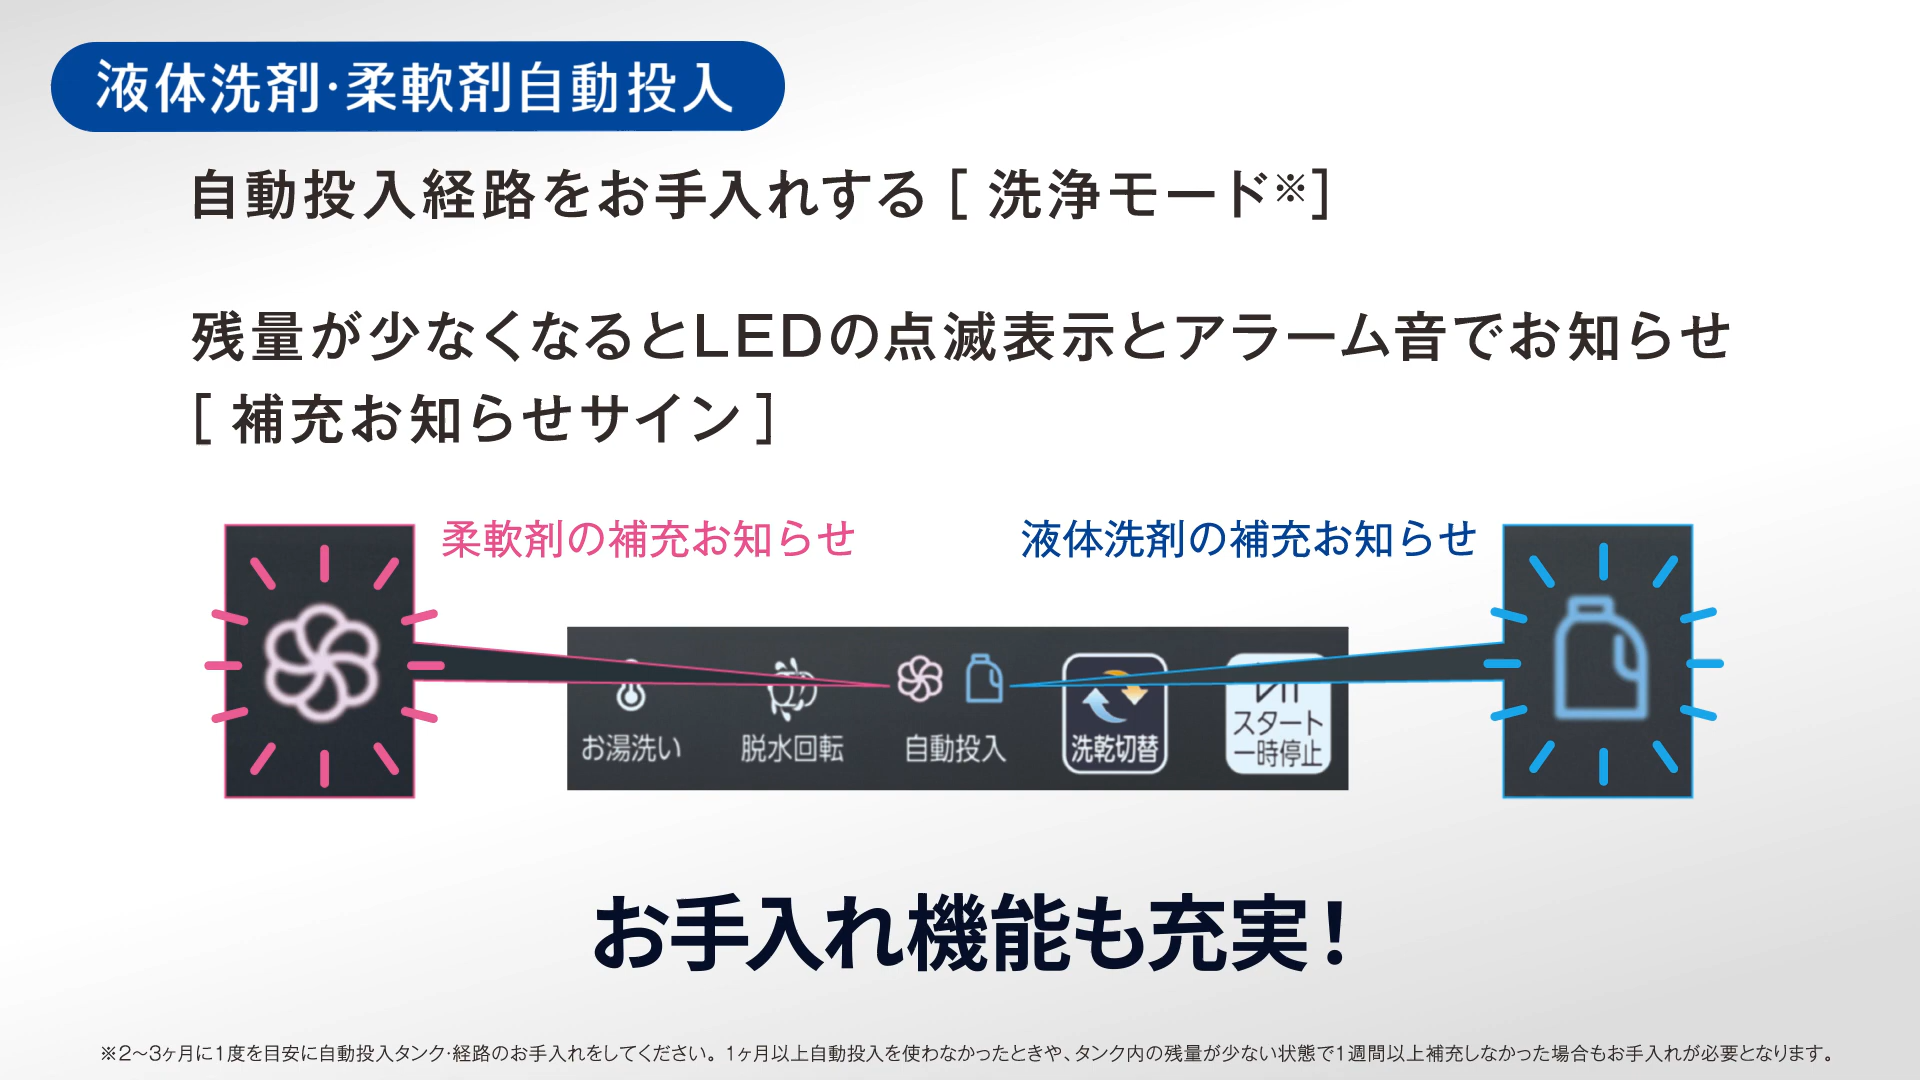 液体洗剤・柔軟剤自動投入
自動投入経路をお手入れする［洗浄モード※］
残量が少なくなるとLEDの点滅表示とアラーム音でお知らせ
［補充お知らせサイン］
柔軟剤の補充お知らせ
液体洗剤の補充お知らせ
お湯洗い
脱水回転
自動投入
洗乾切替
スタート
一時停止
お手入れ機能も充実！
※2〜3ヶ月に1度を目安に自動投入タンク・経路のお手入れをしてください。1ヶ月以上自動投入を使わなかったときや、タンク内の残量が少ない状態で1週間以上補充しなかった場合もお手入れが必要となります。